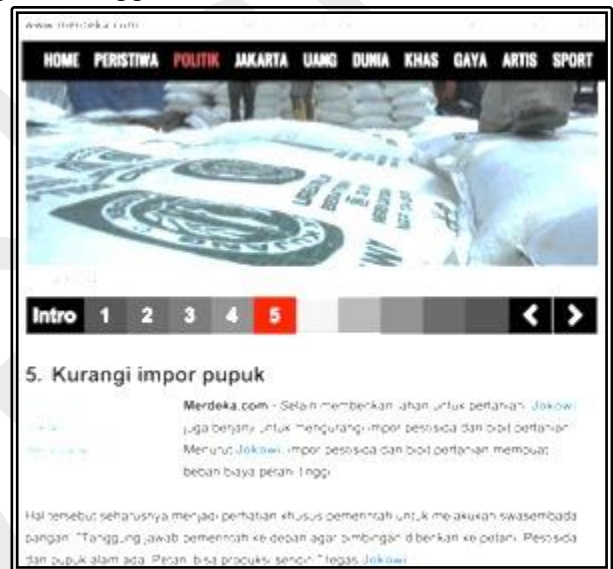 www.merdeka.com
HOME PERISTIWA POLITIK JAKARTA UANG DUNIA KHAS GAYA ARTIS SPORT
KUJANG
Intro 1 2 3 4 5
5. Kurangi impor pupuk
Merdeka.com - Selain memberikan lahan untuk pertanian, Jokowi
juga berjanji untuk mengurangi impor pestisida dan bibit pertanian.
Menurut Jokowi, impor pestisida dan bibit pertanian membuat
beban biaya petani tinggi.
Hal tersebut seharusnya menjadi perhatian khusus pemerintah untuk melakukan swasembada
pangan. "Tanggung jawab pemerintah ke depan agar bimbingan diberikan ke petani. Pestisida
dan pupuk alam ada. Petani bisa produksi sendiri," tegas Jokowi.